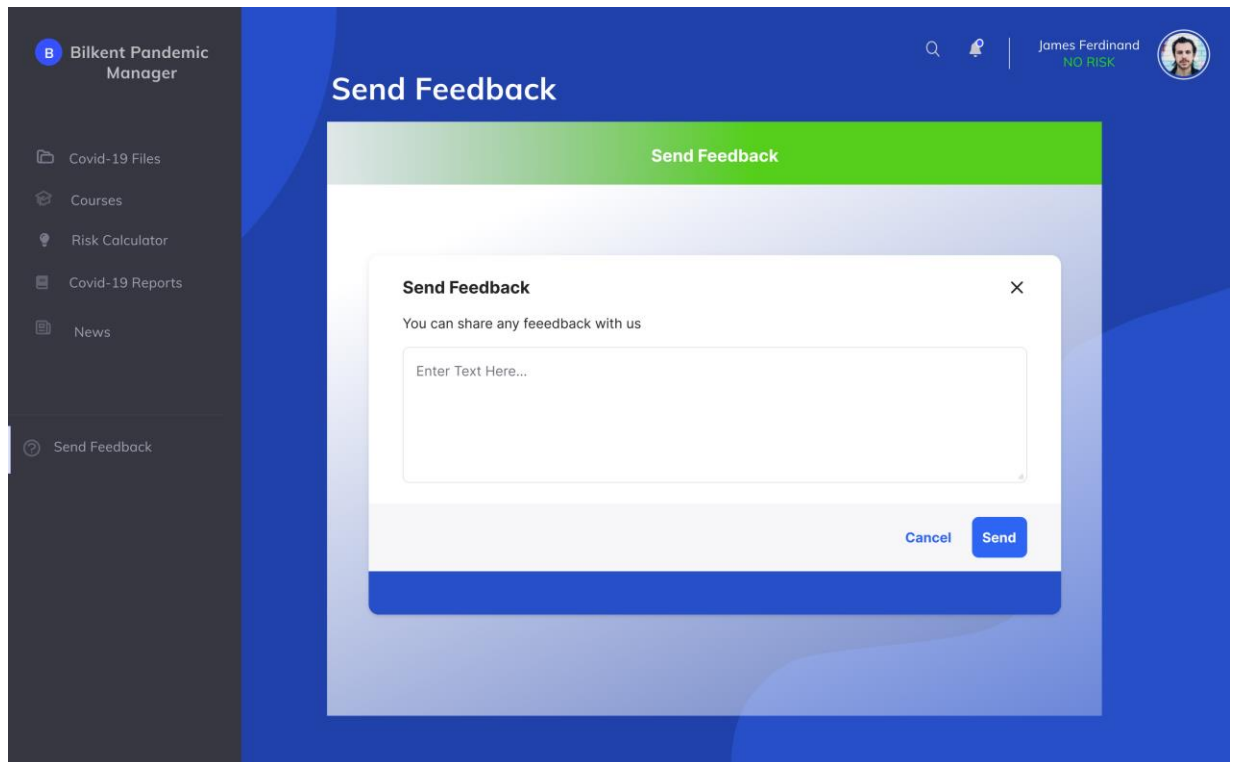 B Bilkent Pandemic
Manager
Covid-19 Files
Courses
Risk Calculator
Covid-19 Reports
News
Send Feedback
James Ferdinand
NO RISK
Send Feedback
Send Feedback
Send Feedback
You can share any feeedback with us
Enter Text Here...
Cancel
Send